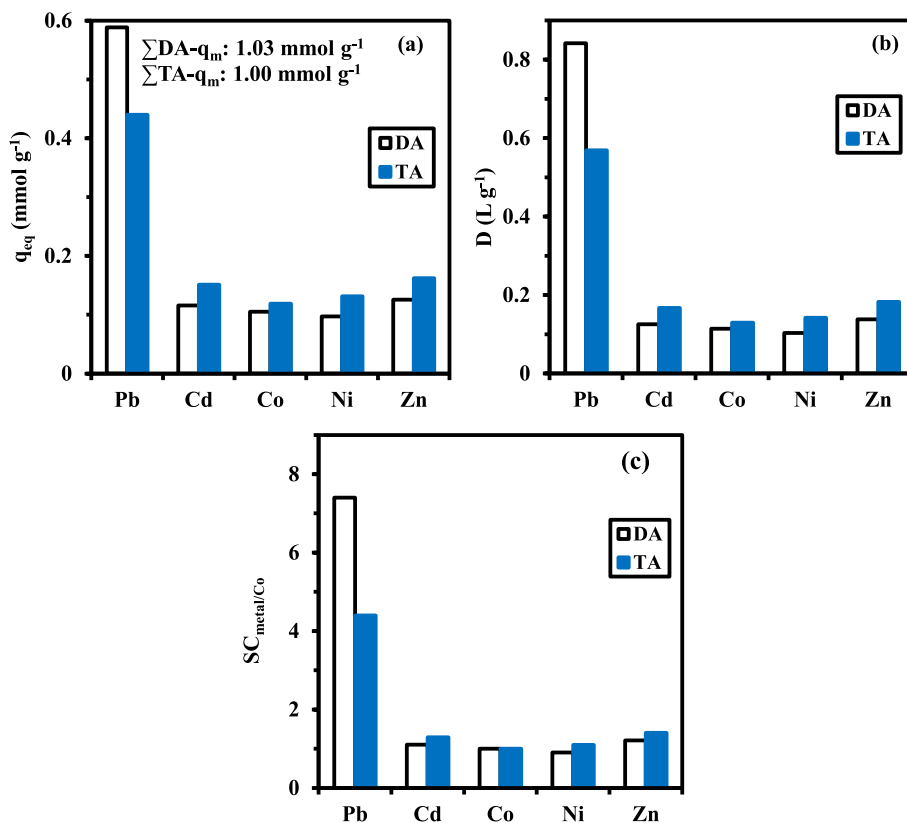 (a)
∑DA-qm: 1.03 mmol g-1
∑TA-qm: 1.00 mmol g-1
DA
TA
qeq (mmol g-1)
0.6
0.4
0.2
0
Pb Cd Co Ni Zn
(b)
DA
TA
D (L g-1)
0.8
0.6
0.4
0.2
0
Pb Cd Co Ni Zn
(c)
DA
TA
SCmetal/Co
8
6
4
2
0
Pb Cd Co Ni Zn